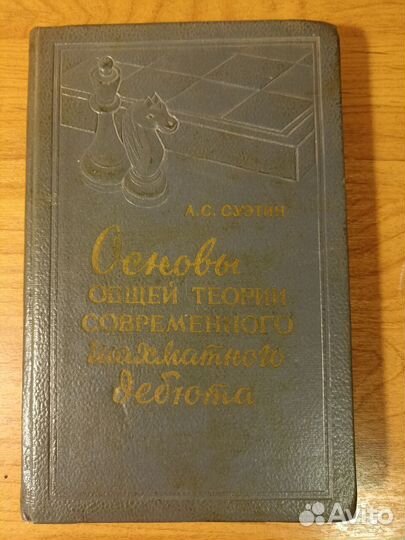 А.С. СУЭТИН
Основы
ОБЩЕЙ ТЕОРИИ
СОВРЕМЕННОГО
шахматного
дебюта
Avito